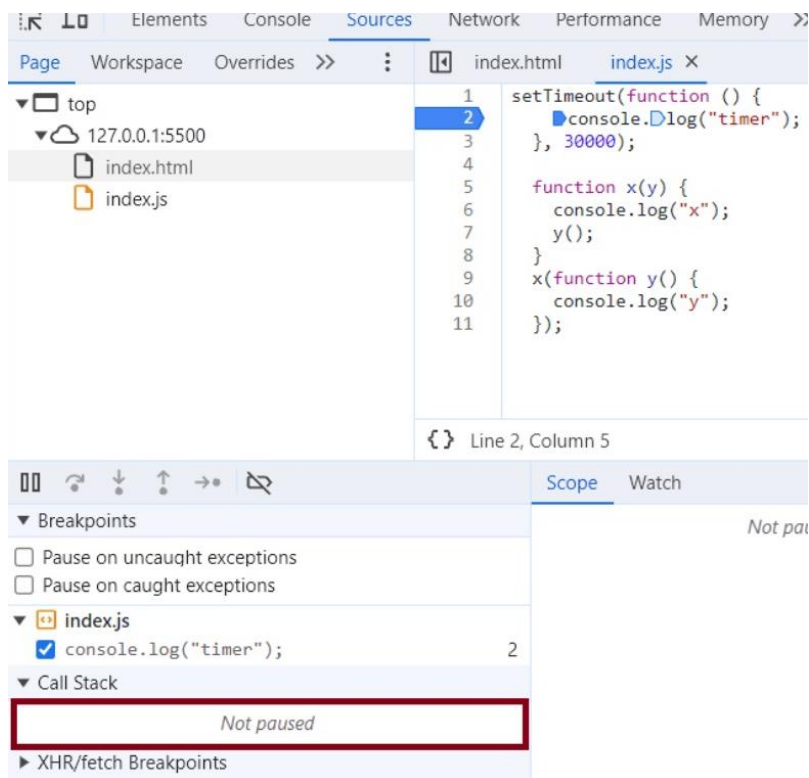 Elements Console Sources Network Performance Memory
Page Workspace Overrides
index.html index.js
top
127.0.0.1:5500
index.html
index.js
1 setTimeout(function () {
2 console.log("timer");
3 }, 30000);
4
5 function x(y) {
6 console.log("x");
7 y();
8 }
9 x(function y() {
10 console.log("y");
11 });
{} Line 2, Column 5
Scope Watch
Breakpoints
Not pau
Pause on uncaught exceptions
Pause on caught exceptions
index.js
console.log("timer"); 2
Call Stack
Not paused
XHR/fetch Breakpoints